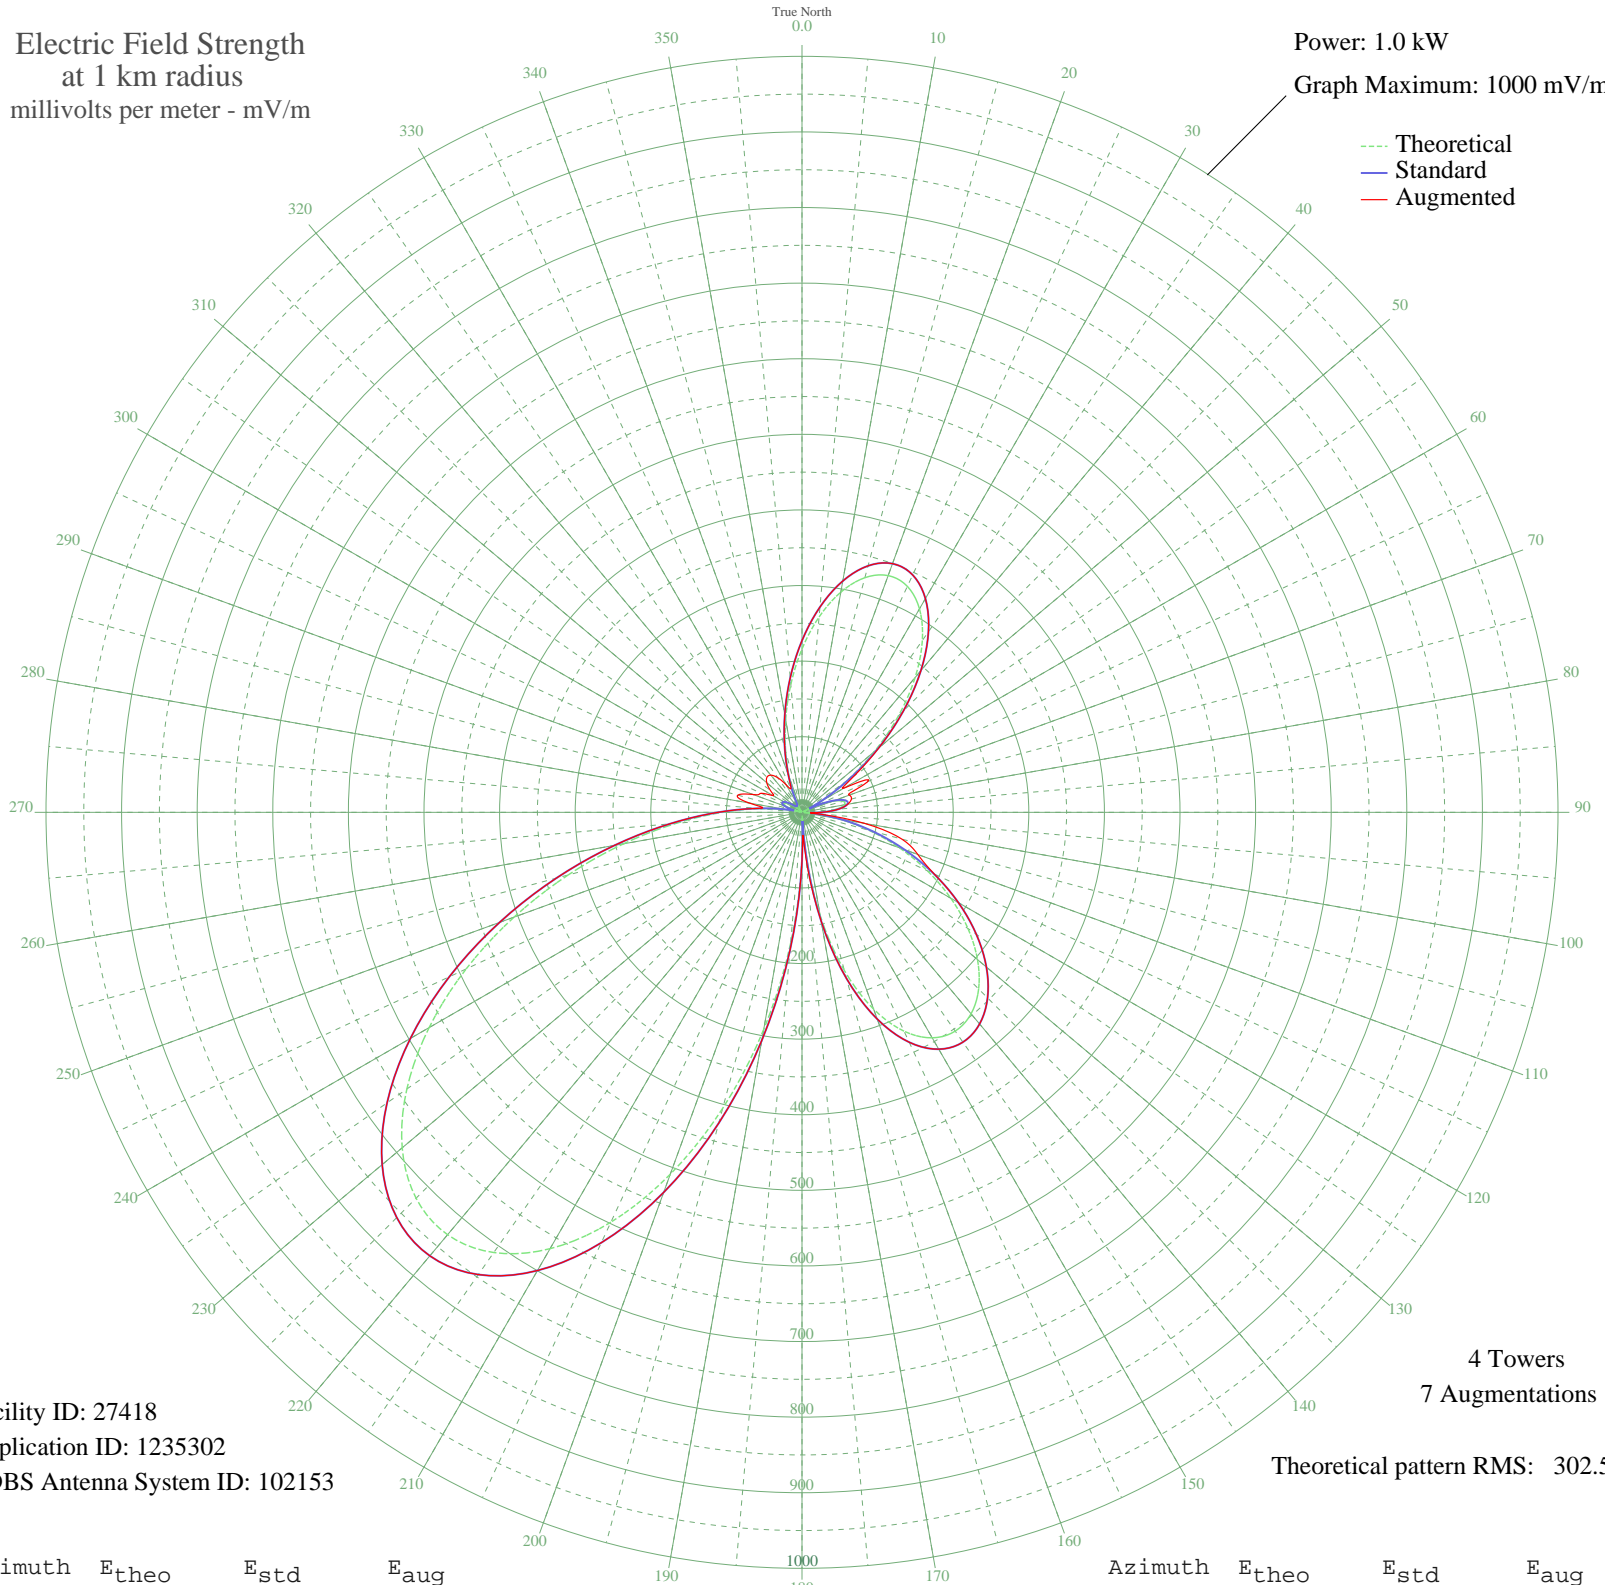 True North
0.0
Electric Field Strength
at 1 km radius
millivolts per meter - mV/m
Power: 1.0 kW
Graph Maximum: 1000 mV/m
Theoretical
Standard
Augmented
10
20
30
40
50
60
70
80
90
100
110
120
130
140
150
160
170
190
200
210
220
230
240
250
260
270
280
290
300
310
320
330
340
350
200
300
400
500
600
700
800
900
1000
4 Towers
7 Augmentations
Theoretical pattern RMS: 302.5
cility ID: 27418
plication ID: 1235302
DBS Antenna System ID: 102153
imuth Etheo Estd Eaug
Azimuth Etheo Estd Eaug